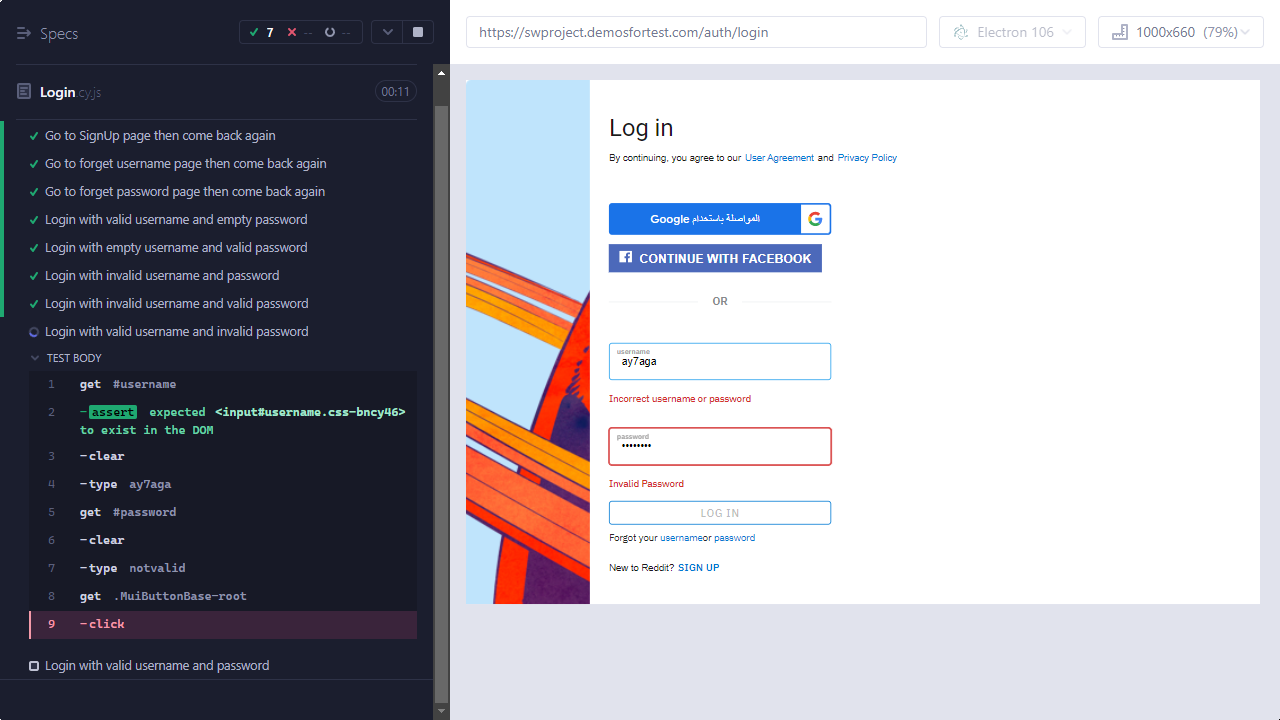 Specs
7
--
--
Login.cy.js
00:11
Go to SignUp page then come back again
Go to forget username page then come back again
Go to forget password page then come back again
Login with valid username and empty password
Login with empty username and valid password
Login with invalid username and password
Login with invalid username and valid password
Login with valid username and invalid password
TEST BODY
1 get #username
2 -assert expected <input#username.css-bncy46>
to exist in the DOM
3 -clear
4 -type ay7aga
5 get #password
6 -clear
7 -type notvalid
8 get .MuiButtonBase-root
9 -click
Login with valid username and password
https://swproject.demosfortest.com/auth/login
Electron 106
1000x660 (79%)
Log in
By continuing, you agree to our User Agreement and Privacy Policy
المواصلة باستخدام Google
CONTINUE WITH FACEBOOK
OR
username
ay7aga
Incorrect username or password
password
••••••••
Invalid Password
LOG IN
Forgot your usernameor password
New to Reddit? SIGN UP